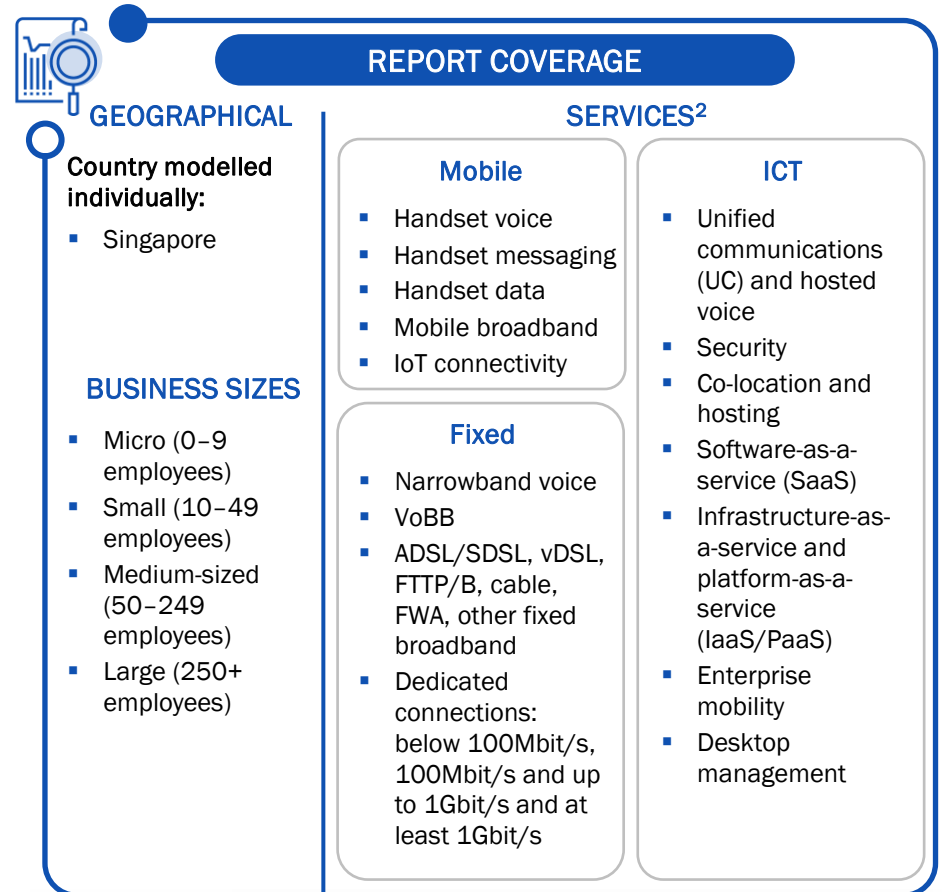 REPORT COVERAGE
GEOGRAPHICAL
Country modelled
individually:
▪ Singapore
BUSINESS SIZES
▪ Micro (0–9
employees)
▪ Small (10–49
employees)
▪ Medium-sized
(50–249
employees)
▪ Large (250+
employees)
SERVICES²
Mobile
▪ Handset voice
▪ Handset messaging
▪ Handset data
▪ Mobile broadband
▪ IoT connectivity
Fixed
▪ Narrowband voice
▪ VoBB
▪ ADSL/SDSL, vDSL,
FTTP/B, cable,
FWA, other fixed
broadband
▪ Dedicated
connections:
below 100Mbit/s,
100Mbit/s and up
to 1Gbit/s and at
least 1Gbit/s
ICT
▪ Unified
communications
(UC) and hosted
voice
▪ Security
▪ Co-location and
hosting
▪ Software-as-a-
service (SaaS)
▪ Infrastructure-as-
a-service and
platform-as-a-
service
(IaaS/PaaS)
▪ Enterprise
mobility
▪ Desktop
management